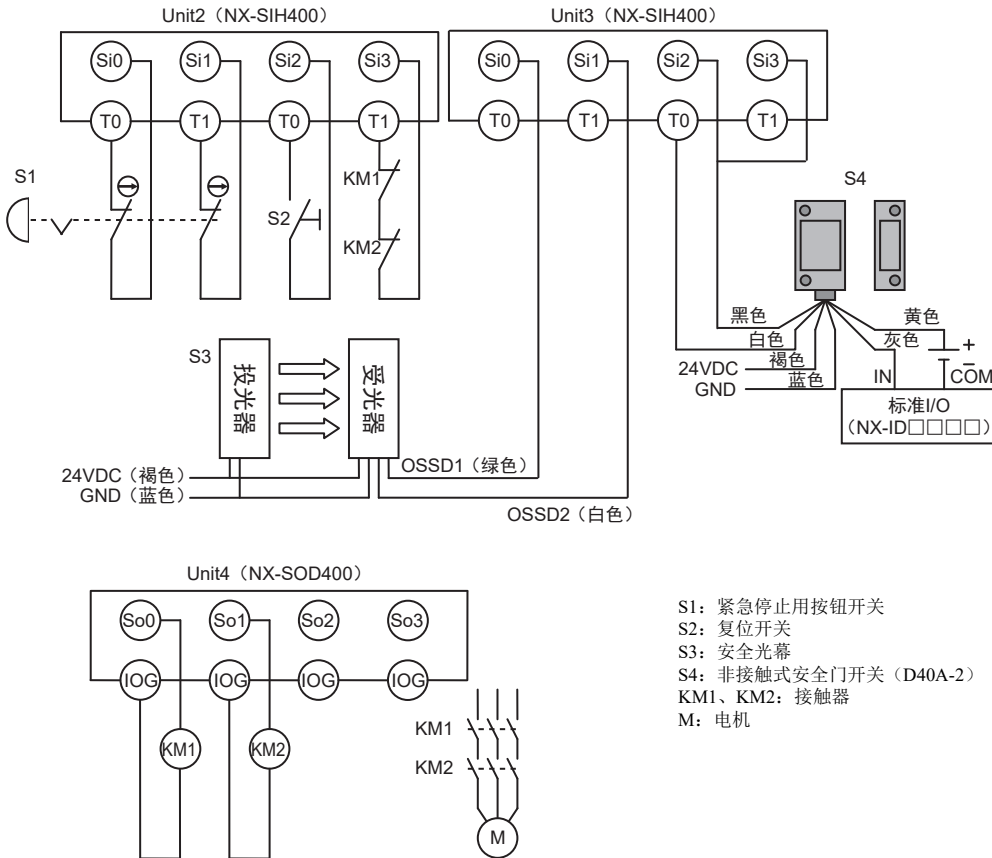 Unit2（NX-SIH400）
Unit3（NX-SIH400）
Si0 Si1 Si2 Si3
Si0 Si1 Si2 Si3
T0 T1 T0 T1
T0 T1 T0 T1
S1
S2
KM1
KM2
S4
黑色
白色
褐色
蓝色
黄色
灰色
24VDC
GND
IN
+
−
COM
标准I/O
（NX-ID□□□□）
S3
投光器
受光器
24VDC（褐色）
GND（蓝色）
OSSD1（绿色）
OSSD2（白色）
Unit4（NX-SOD400）
So0 So1 So2 So3
IOG IOG IOG IOG
KM1 KM2
KM1
KM2
M
S1：紧急停止用按钮开关
S2：复位开关
S3：安全光幕
S4：非接触式安全门开关（D40A-2）
KM1、KM2：接触器
M：电机